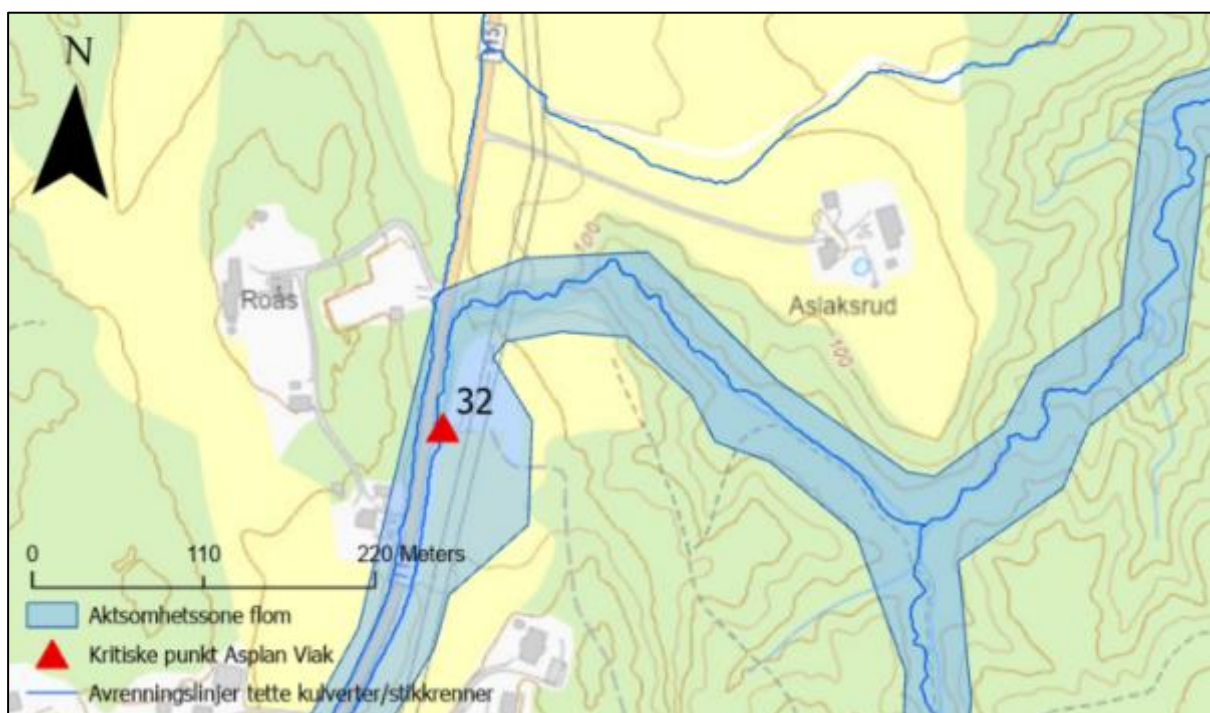 N
115
100
Roås
Aslaksrud
100
32
0 110 220 Meters
Aktsomhetssone flom
Kritiske punkt Asplan Viak
Avrenningslinjer tette kulverter/stikkrenner